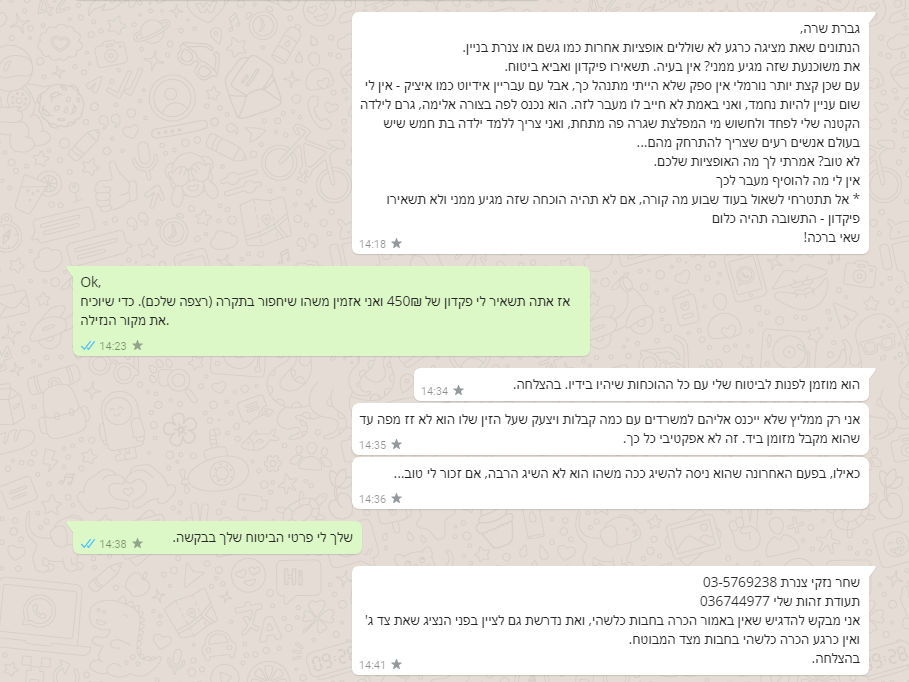 גברת שרה,
הנתונים שאת מציגה כרגע לא שוללים אופציות אחרות כמו גשם או צנרת בניין.
את משוכנעת שזה מגיע ממני? אין בעיה. תשאירו פיקדון ואביא ביטוח.
עם שכן קצת יותר נורמלי אין ספק שלא הייתי מתנהל כך, אבל עם עבריין אידיוט כמו איציק - אין לי
שום עניין להיות נחמד, ואני באמת לא חייב לו מעבר לזה. הוא נכנס לפה בצורה אלימה, גרם לילדה
הקטנה שלי לפחד ולחשוש מי המפלצת שגרה פה מתחת, ואני צריך ללמד ילדה בת חמש שיש
בעולם אנשים רעים שצריך להתרחק מהם...
לא טוב? אמרתי לך מה האופציות שלכם.
אין לי מה להוסיף מעבר לכך
* אל תתטרחי לשאול בעוד שבוע מה קורה, אם לא תהיה הוכחה שזה מגיע ממני ולא תשאירו
פיקדון - התשובה תהיה כלום
שאי ברכה!
14:18
Ok,
אז אתה תשאיר לי פקדון של 450₪ ואני אזמין משהו שיחפור בתקרה (רצפה שלכם). כדי שיוכיח
את מקור הנזילה.
14:23
הוא מוזמן לפנות לביטוח שלי עם כל ההוכחות שיהיו בידיו. בהצלחה.
14:34
אני רק ממליץ שלא ייכנס אליהם למשרדים עם כמה קבלות ויצעק שעל הזין שלו הוא לא זז מפה עד
שהוא מקבל מזומן ביד. זה לא אפקטיבי כל כך.
14:35
כאילו, בפעם האחרונה שהוא ניסה להשיג ככה משהו הוא לא השיג הרבה, אם זכור לי טוב...
14:36
שלך לי פרטי הביטוח שלך בבקשה.
14:38
שחר נזקי צנרת 03-5769238
תעודת זהות שלי 036744977
אני מבקש להדגיש שאין באמור הכרה בחבות כלשהי, ואת נדרשת גם לציין בפני הנציג שאת צד ג'
ואין כרגע הכרה כלשהי בחבות מצד המבוטח.
בהצלחה.
14:41